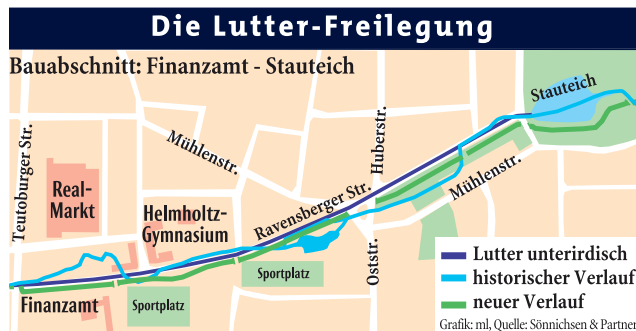 Die Lutter-Freilegung
Bauabschnitt: Finanzamt - Stauteich
Stauteich
Mühlenstr.
Huberstr.
Teutoburger Str.
Mühlenstr.
Real-
Markt
Ravensberger Str.
Helmholtz-
Gymnasium
Oststr.
Sportplatz
Finanzamt
Sportplatz
Lutter unterirdisch
historischer Verlauf
neuer Verlauf
Grafik: ml, Quelle: Sönnichsen & Partner